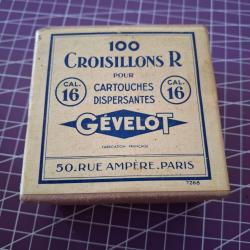 100
CROISILLONS R
POUR
CAL. 16 CARTOUCHES CAL. 16
DISPERSANTES
GÉVELOT
FABRICATION FRANÇAISE
50, RUE AMPÈRE, PARIS
7268